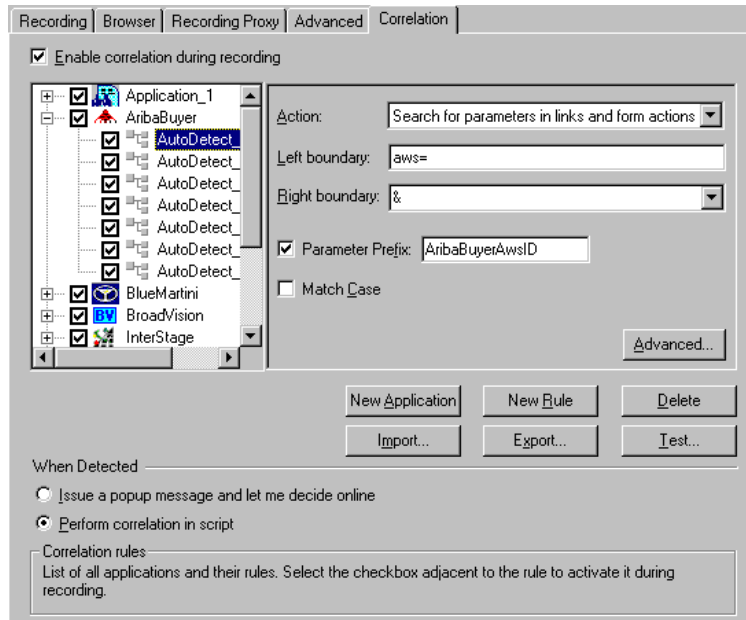 Recording Browser Recording Proxy Advanced Correlation
Enable correlation during recording
Application_1
AribaBuyer
AutoDetect_
AutoDetect_
AutoDetect_
AutoDetect_
AutoDetect_
AutoDetect_
AutoDetect_
BlueMartini
BV BroadVision
InterStage
Action: Search for parameters in links and form actions
Left boundary: aws=
Right boundary: &
Parameter Prefix: AribaBuyerAwsID
Match Case
Advanced...
New Application New Rule Delete
Import... Export... Test...
When Detected
Issue a popup message and let me decide online
Perform correlation in script
Correlation rules
List of all applications and their rules. Select the checkbox adjacent to the rule to activate it during
recording.